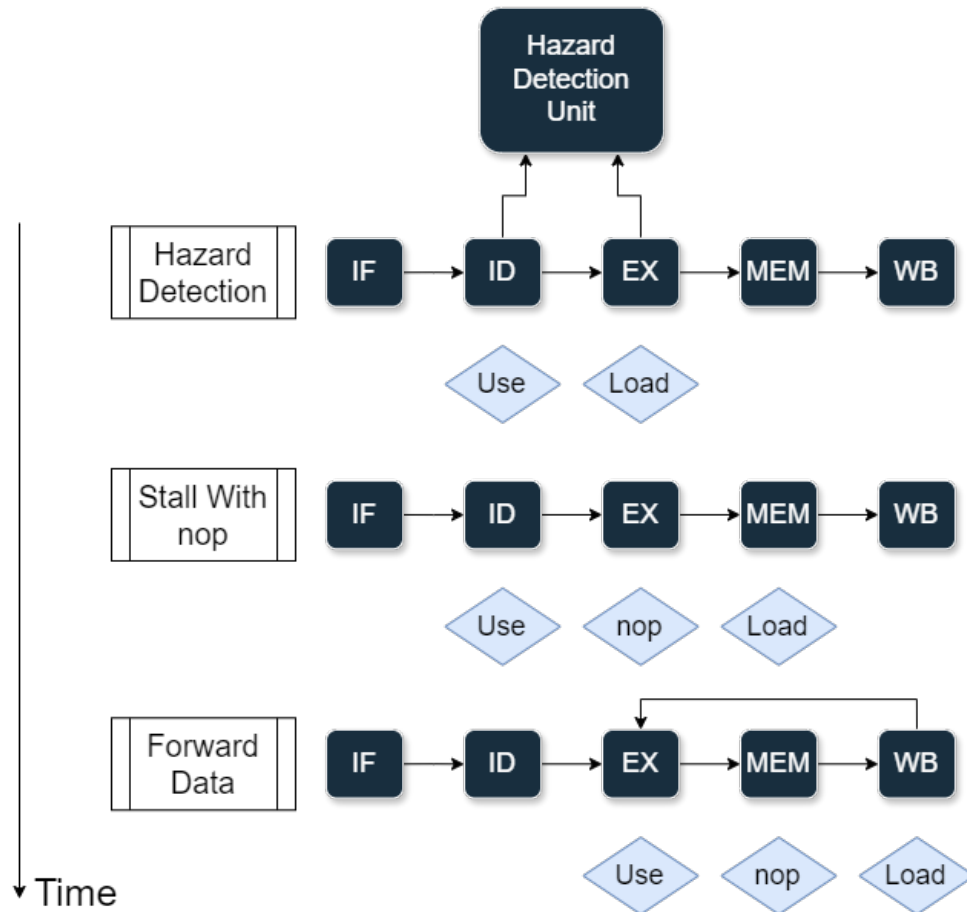 Hazard
Detection
Unit
Hazard
Detection
IF
ID
EX
MEM
WB
Use
Load
Stall With
nop
IF
ID
EX
MEM
WB
Use
nop
Load
Forward
Data
IF
ID
EX
MEM
WB
Use
nop
Load
Time